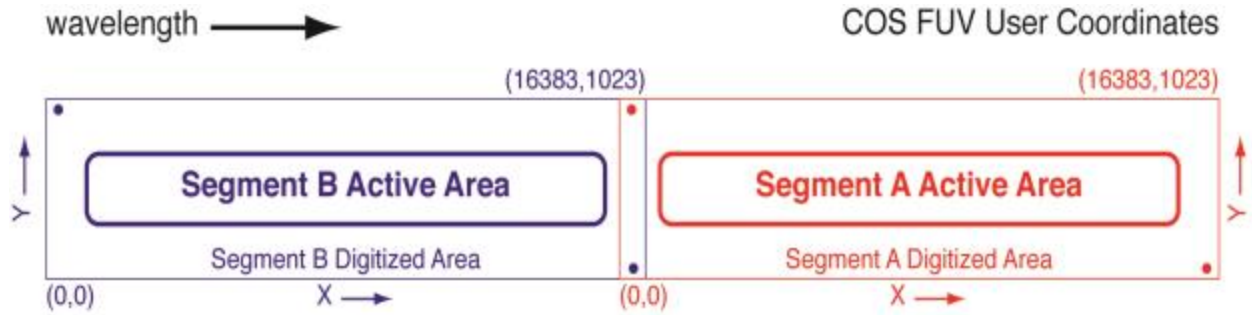 wavelength COS FUV User Coordinates
(16383,1023) (16383,1023)
Segment B Active Area Segment A Active Area
Y Y
Segment B Digitized Area Segment A Digitized Area
(0,0) X (0,0) X